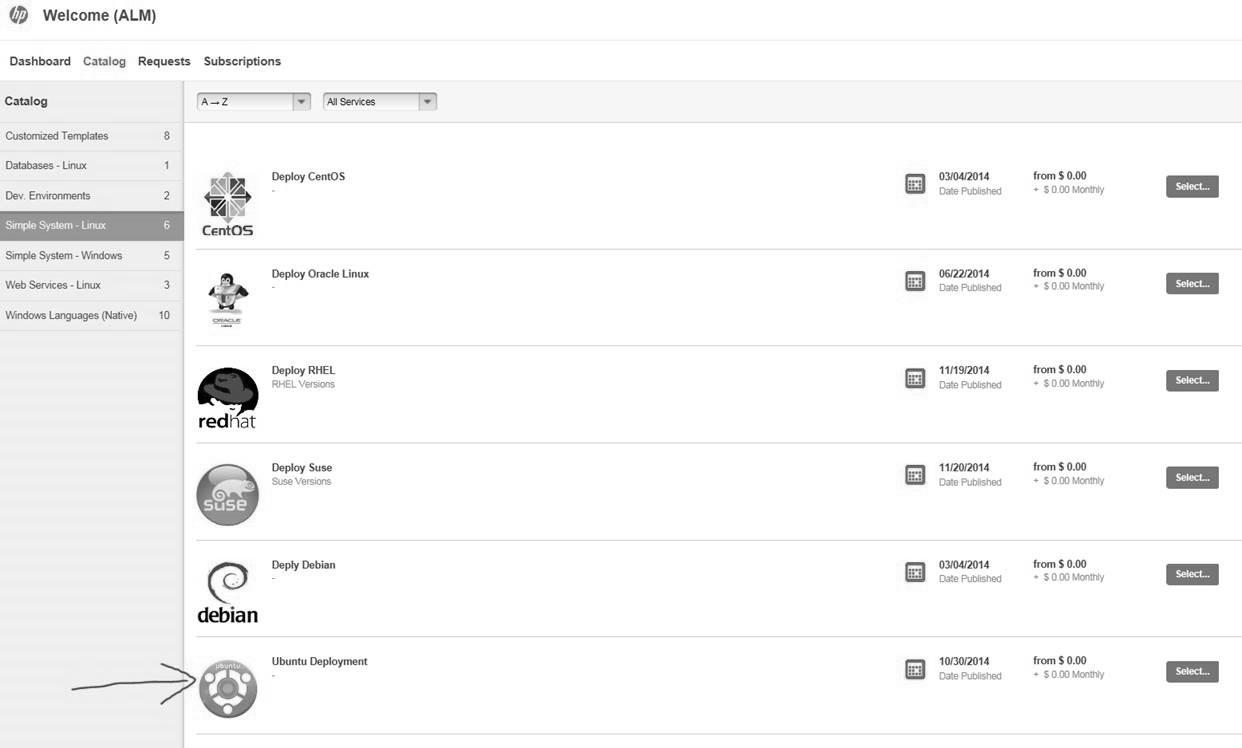 hp Welcome (ALM)
Dashboard Catalog Requests Subscriptions
Catalog
A→Z All Services
Customized Templates 8
Databases - Linux 1
Dev. Environments 2
Simple System - Linux 6
Simple System - Windows 5
Web Services - Linux 3
Windows Languages (Native) 10
CentOS
Deploy CentOS
-
03/04/2014
Date Published
from $ 0.00
+ $ 0.00 Monthly
Select...
ORACLE
LINUX
Deploy Oracle Linux
-
06/22/2014
Date Published
from $ 0.00
+ $ 0.00 Monthly
Select...
redhat
Deploy RHEL
RHEL Versions
11/19/2014
Date Published
from $ 0.00
+ $ 0.00 Monthly
Select...
SUSE
Deploy Suse
Suse Versions
11/20/2014
Date Published
from $ 0.00
+ $ 0.00 Monthly
Select...
debian
Deply Debian
-
03/04/2014
Date Published
from $ 0.00
+ $ 0.00 Monthly
Select...
ubuntu
Ubuntu Deployment
-
10/30/2014
Date Published
from $ 0.00
+ $ 0.00 Monthly
Select...